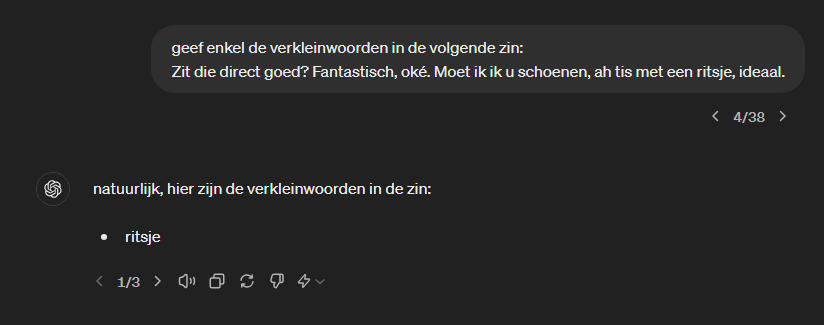 geef enkel de verkleinwoorden in de volgende zin:
Zit die direct goed? Fantastisch, oké. Moet ik ik u schoenen, ah tis met een ritsje, ideaal.
4/38
natuurlijk, hier zijn de verkleinwoorden in de zin:
• ritsje
1/3